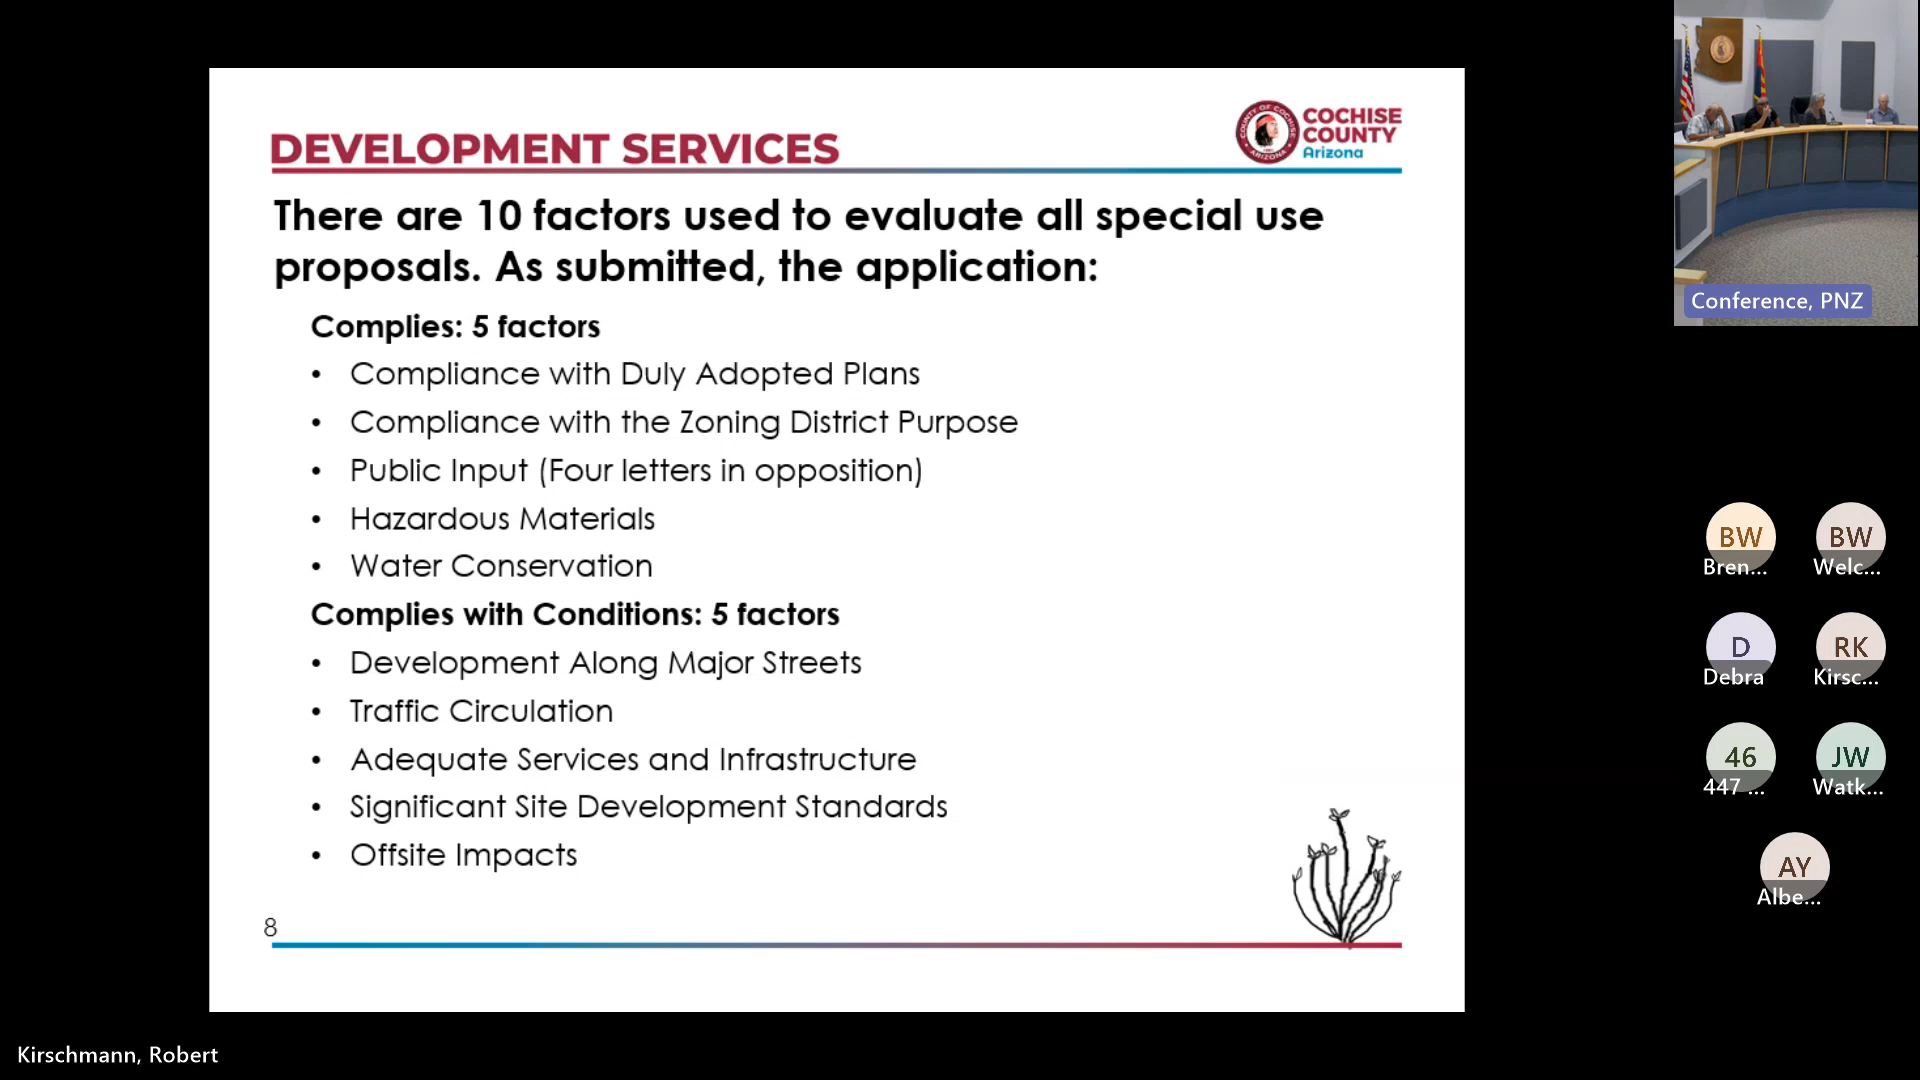 DEVELOPMENT SERVICES
COUNTY OF COCHISE
ARIZONA
COCHISE
COUNTY
Arizona
There are 10 factors used to evaluate all special use
proposals. As submitted, the application:
Complies: 5 factors
• Compliance with Duly Adopted Plans
• Compliance with the Zoning District Purpose
• Public Input (Four letters in opposition)
• Hazardous Materials
• Water Conservation
Complies with Conditions: 5 factors
• Development Along Major Streets
• Traffic Circulation
• Adequate Services and Infrastructure
• Significant Site Development Standards
• Offsite Impacts
8
Conference, PNZ
BW
Bren...
BW
Welc...
D
Debra
RK
Kirsc...
46
447 ...
JW
Watk...
AY
Albe...
Kirschmann, Robert